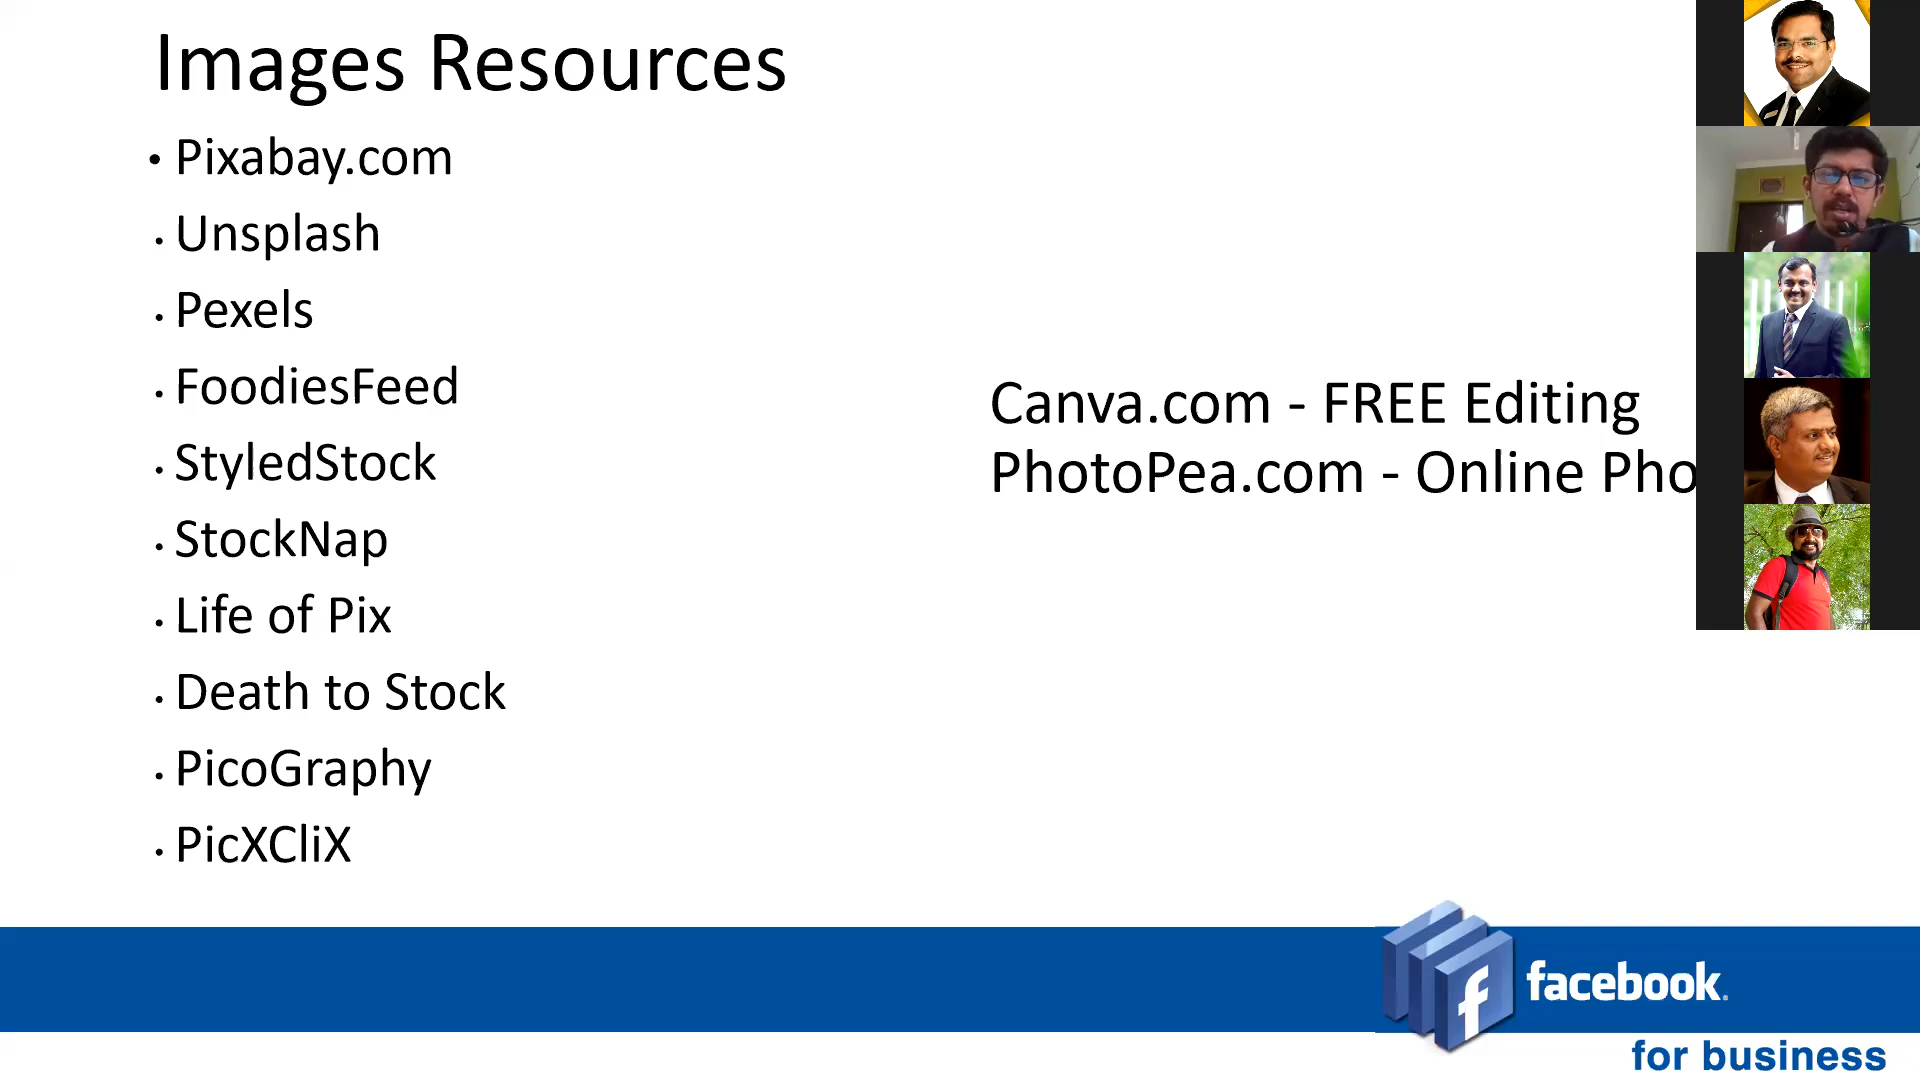 Images Resources
• Pixabay.com
• Unsplash
• Pexels
• FoodiesFeed
• StyledStock
• StockNap
• Life of Pix
• Death to Stock
• PicoGraphy
• PicXCliX
Canva.com - FREE Editing
PhotoPea.com - Online Pho
facebook.
for business